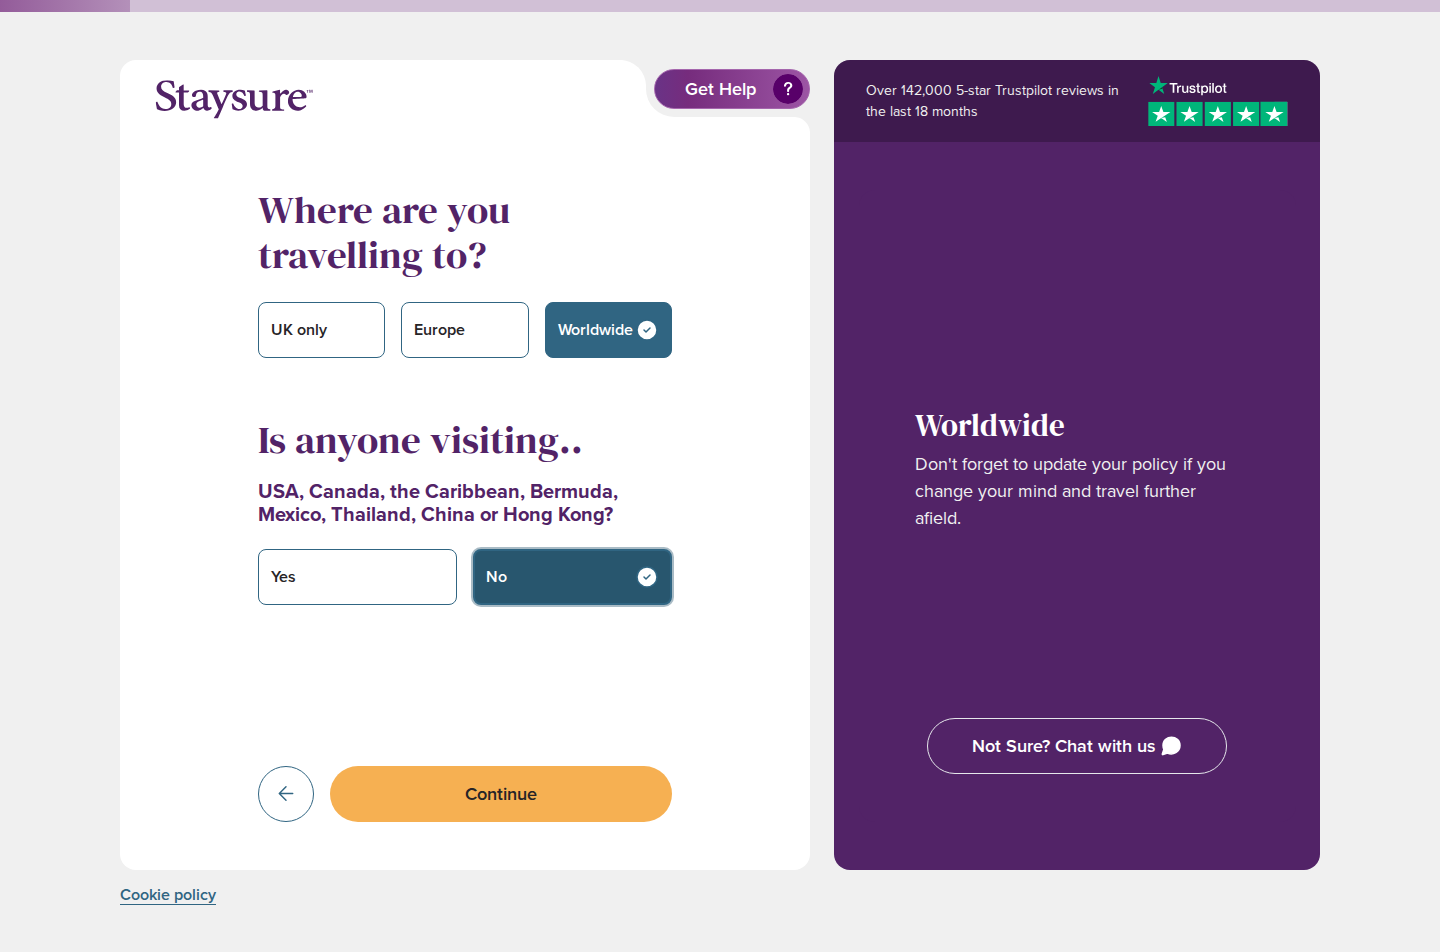 Staysure™
Get Help ?
Over 142,000 5-star Trustpilot reviews in
the last 18 months
Trustpilot
Where are you
travelling to?
UK only
Europe
Worldwide
Is anyone visiting..
USA, Canada, the Caribbean, Bermuda,
Mexico, Thailand, China or Hong Kong?
Yes
No
Continue
Worldwide
Don't forget to update your policy if you
change your mind and travel further
afield.
Not Sure? Chat with us
Cookie policy